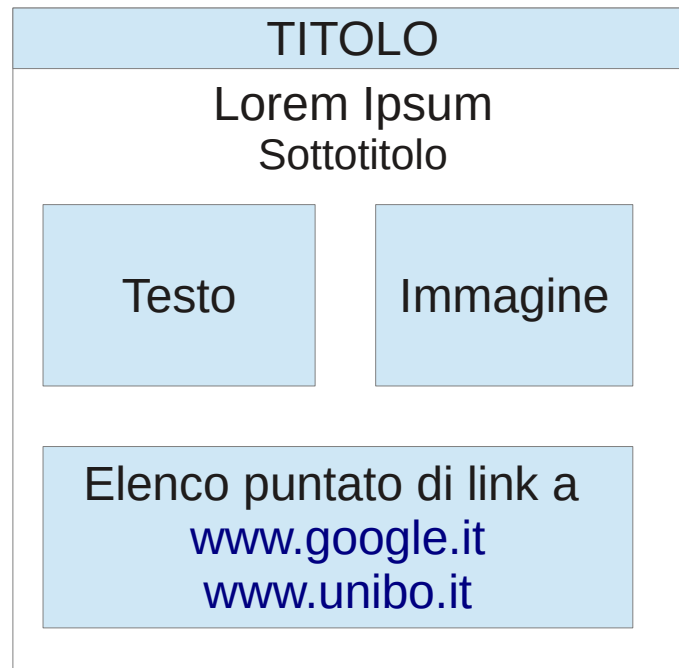 TITOLO
Lorem Ipsum
Sottotitolo
Testo
Immagine
Elenco puntato di link a
www.google.it
www.unibo.it